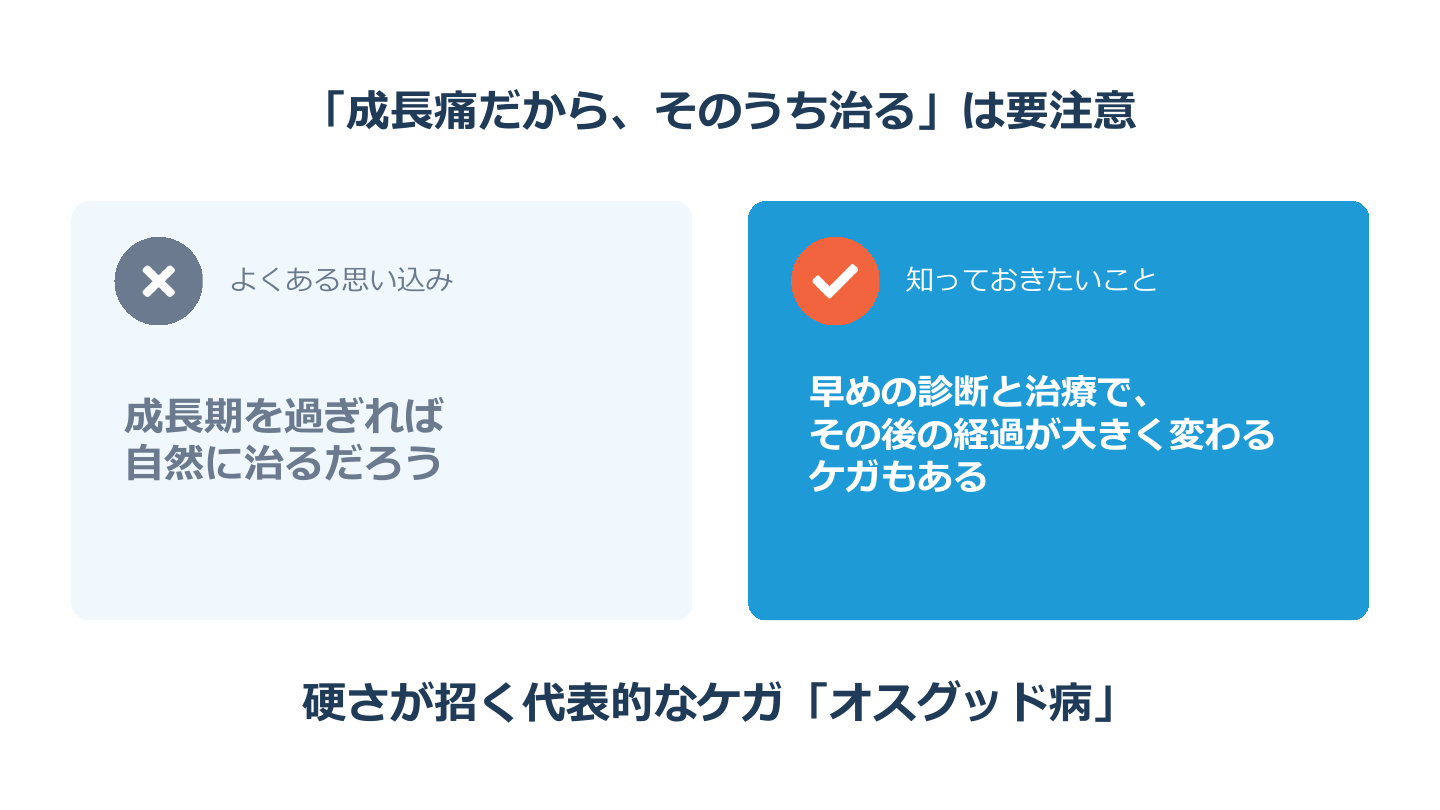 「成長痛だから、そのうち治る」は要注意
よくある思い込み
成長期を過ぎれば
自然に治るだろう
知っておきたいこと
早めの診断と治療で、
その後の経過が大きく変わる
ケガもある
硬さが招く代表的なケガ「オスグッド病」